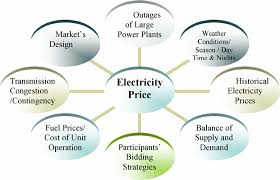 Outages
of Large
Power Plants
Market's
Design
Weather
Conditions/
Season / Day
Time & Nights
Transmission
Congestion
/Contingency
Electricity
Price
Historical
Electricity
Prices
Fuel Prices/
Cost of Unit
Operation
Balance of
Supply and
Demand
Participants'
Bidding
Strategies